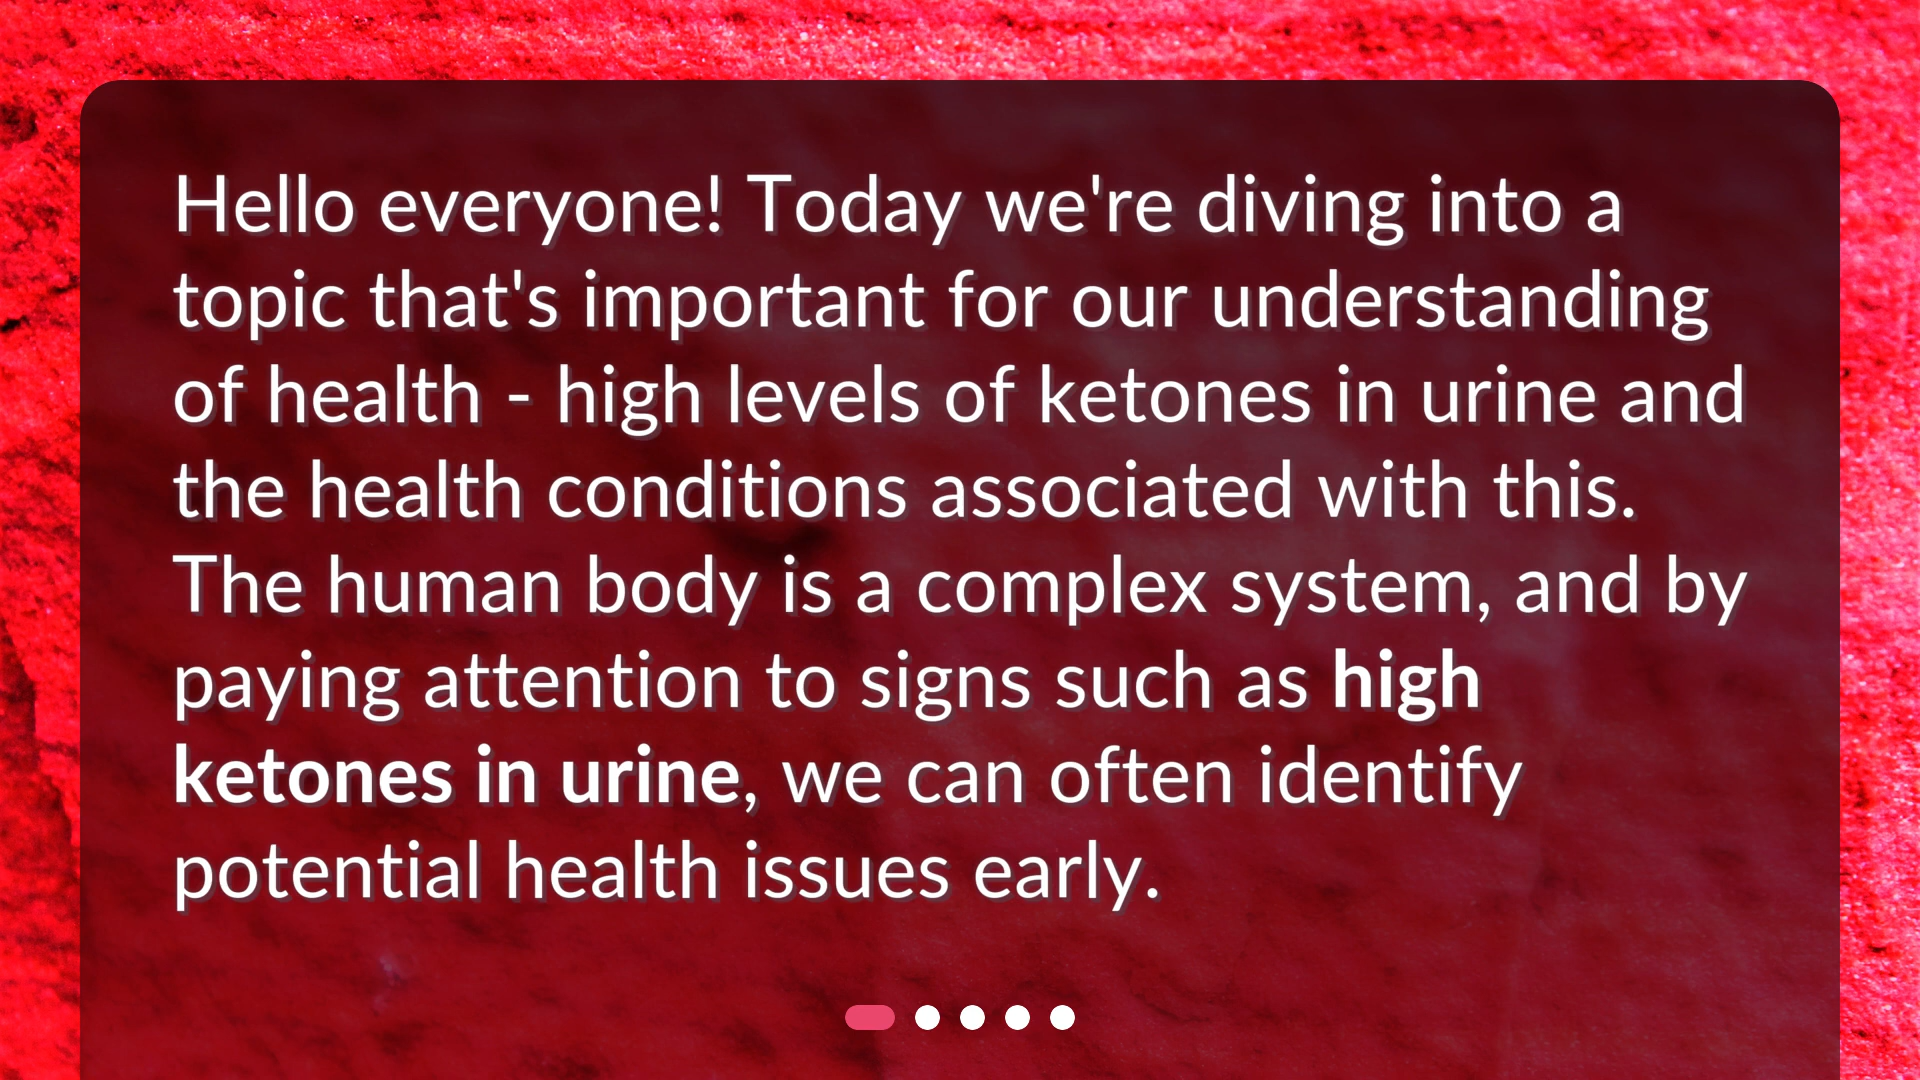 Hello everyone! Today we're diving into a
topic that's important for our understanding
of health - high levels of ketones in urine and
the health conditions associated with this.
The human body is a complex system, and by
paying attention to signs such as high
ketones in urine, we can often identify
potential health issues early.